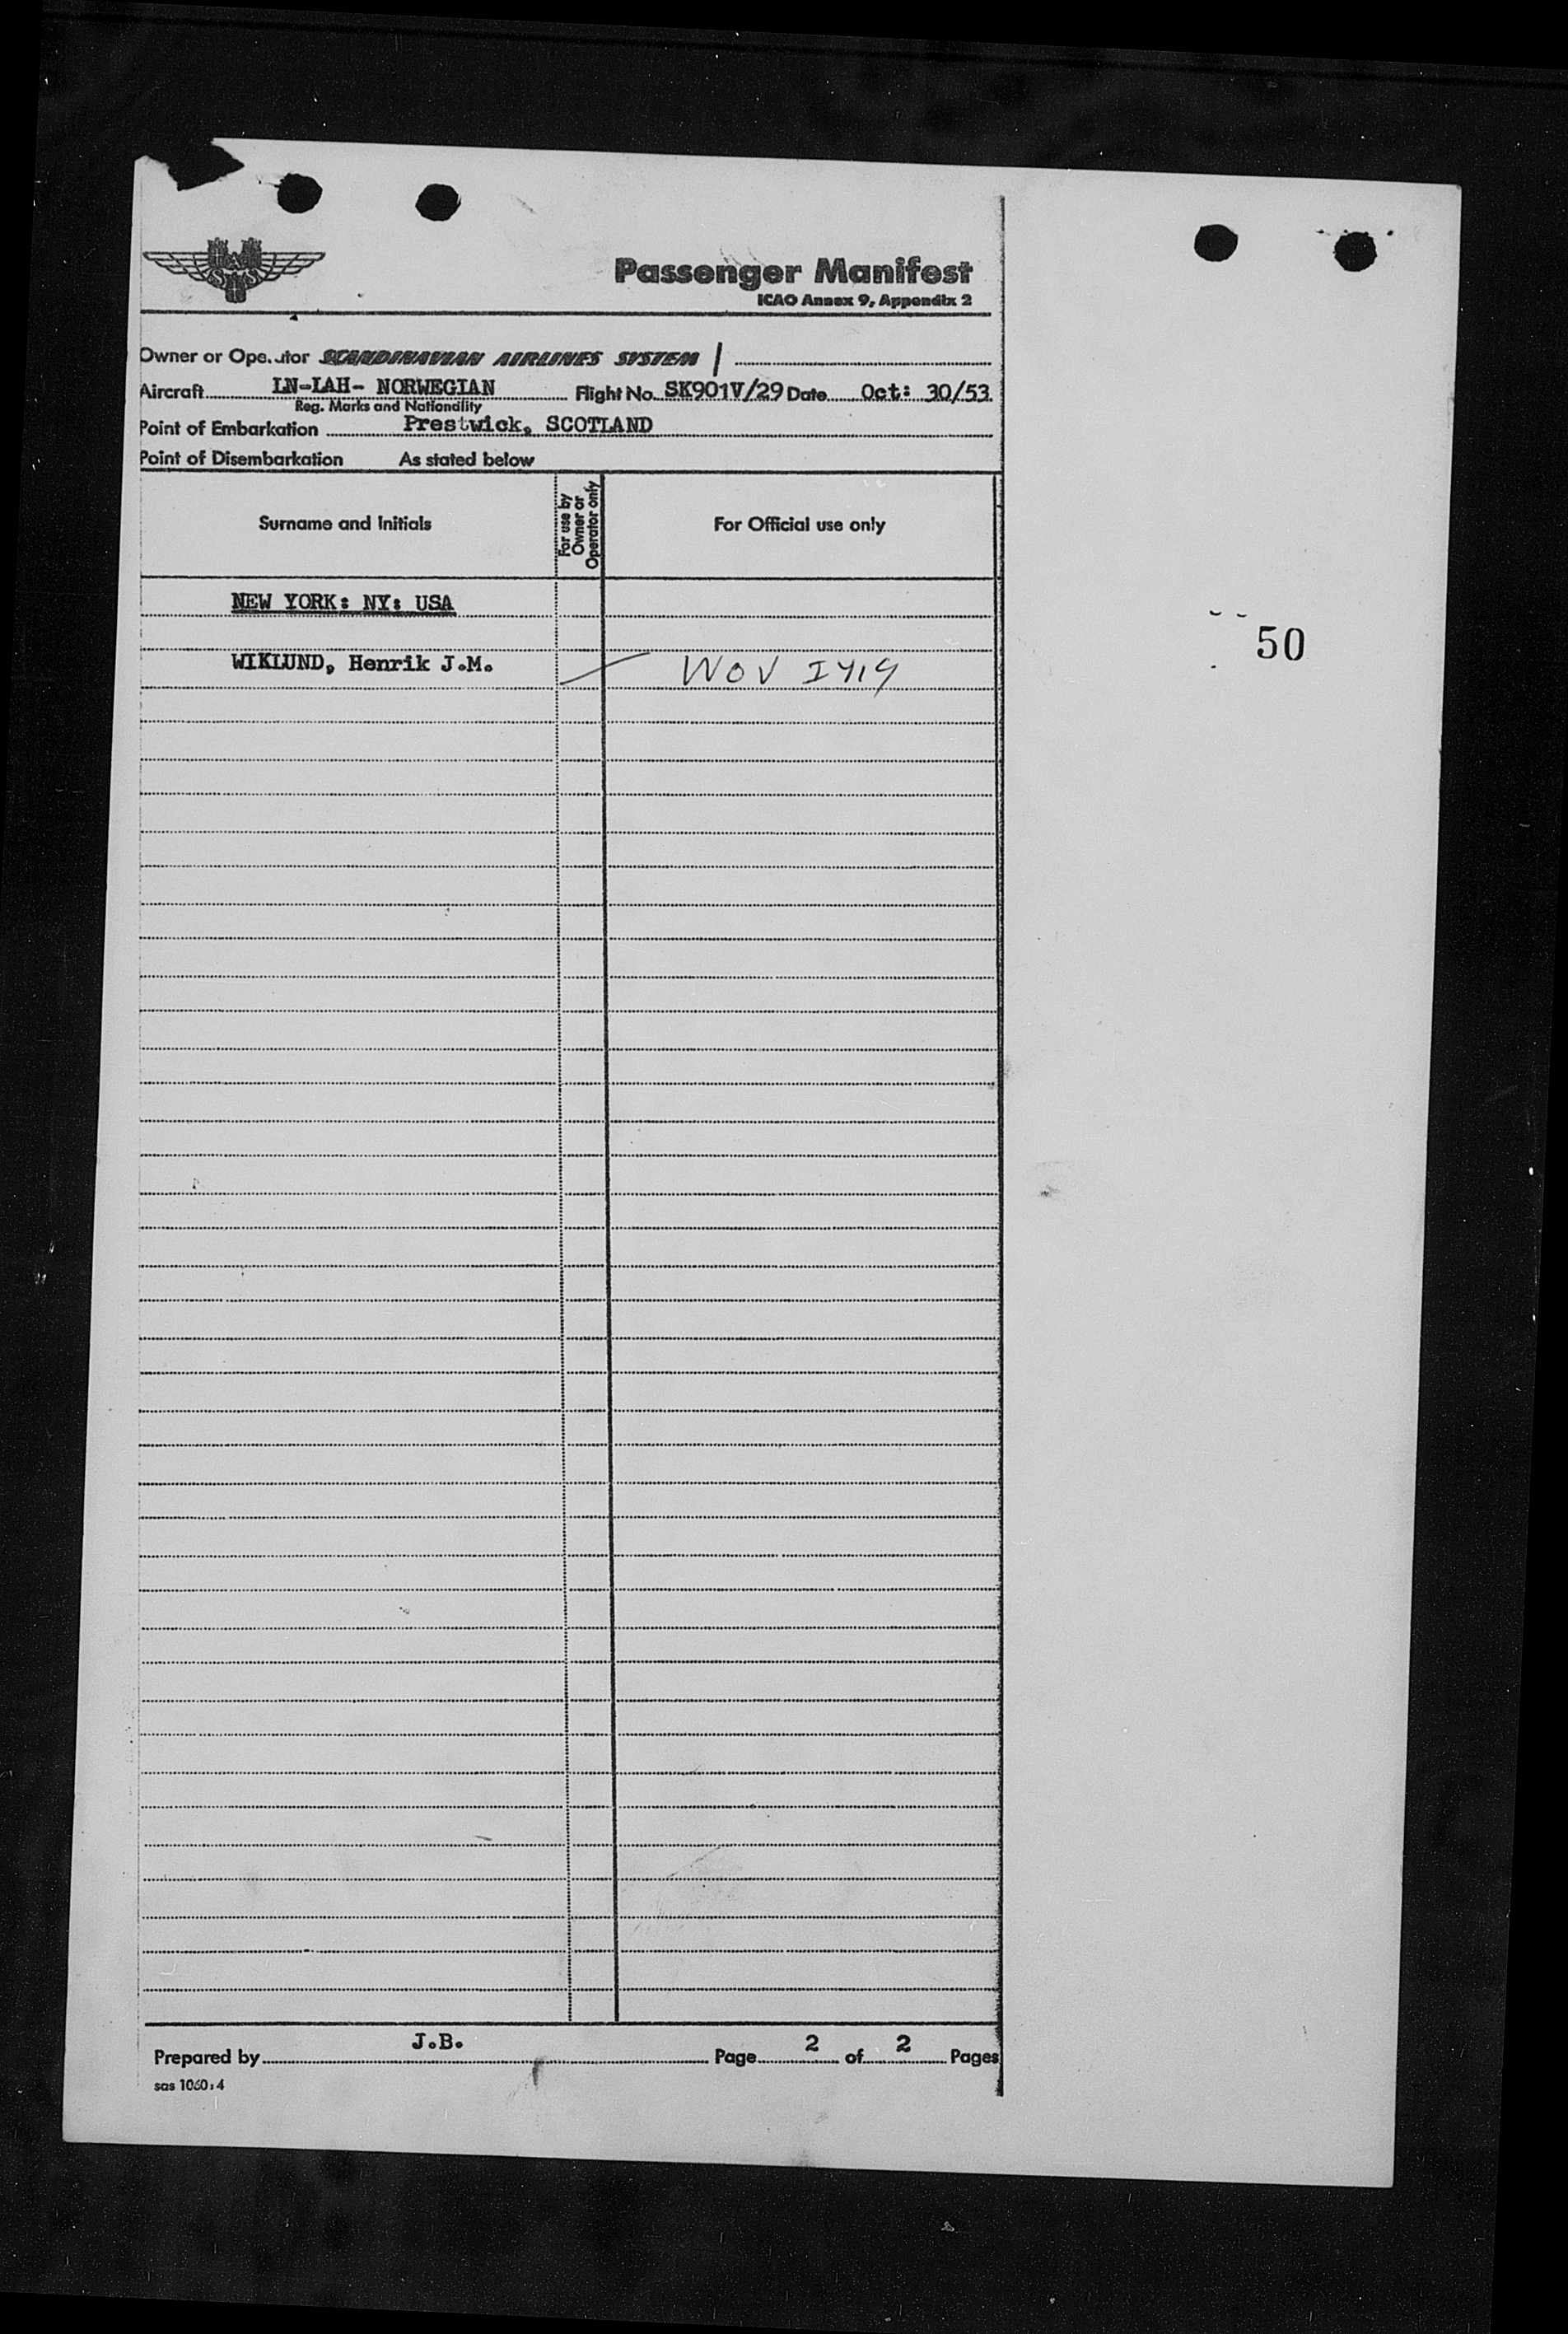 SAS
Passenger Manifest
ICAO Annex 9, Appendix 2
Owner or Operator SCANDINAVIAN AIRLINES SYSTEM /
Aircraft LN-LAH- NORWEGIAN Flight No. SK901V/29 Date Oct: 30/53
Reg. Marks and Nationality
Point of Embarkation Prestwick, SCOTLAND
Point of Disembarkation As stated below
Surname and Initials For use by Owner or Operator only For Official use only
NEW YORK: NY: USA
50
WIKLUND, Henrik J.M. WOV I419
Prepared by J.B. Page 2 of 2 Pages
sas 1060:4